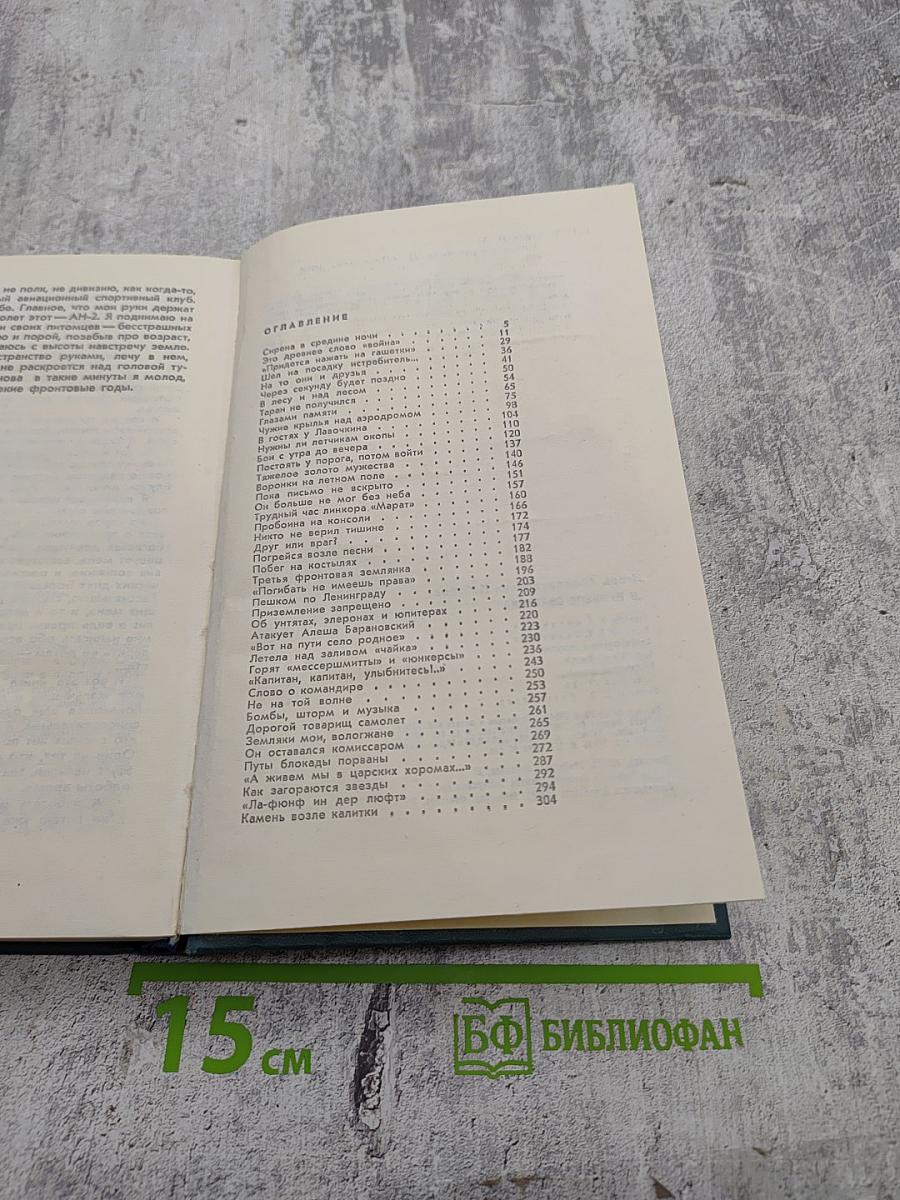 не полк, не дивизию, как когда-то,
ый авиационный спортивный клуб.
бе. Главное, что мои руки держат
олет этот — АН-2. Я поднимаю на
и своих питомцев — бесстрашных
о и порой, позабыв про возраст,
аюсь с высоты навстречу земле.
странство руками, лечу в нем,
не раскроется над головой ту-
нова в такие минуты я молод,
екие фронтовые годы.
ОГЛАВЛЕНИЕ
Сирена в средине ночи 5
Это древнее слово «война» 11
«Придется нажать на гашетки» 29
Шел на посадку истребитель... 36
На то они и друзья 41
Через секунду будет поздно 50
В лесу и над лесом 54
Таран не получился 65
Глазами памяти 75
Чужие крылья над аэродромом 98
В гостях у Лавочкина 104
Нужны ли летчикам окопы 110
Бои с утра до вечера 120
Постоять у порога, потом войти 137
Тяжелое золото мужества 140
Воронки на летном поле 146
Пока письмо не вскрыто 151
Он больше не мог без неба 157
Трудный час линкора «Марат» 160
Пробоина на консоли 166
Никто не верил тишине 172
Друг или враг? 174
Погрейся возле песни 177
Побег на костылях 182
Третья фронтовая землянка 188
«Погибать не имеешь права» 196
Пешком по Ленинграду 203
Приземление запрещено 209
Об унтятах, элеронах и юпитерах 216
Атакует Алеша Барановский 220
«Вот на пути село родное» 223
Летела над заливом «чайка» 230
Горят «мессершмитты» и «юнкерсы» 236
«Капитан, капитан, улыбнитесь!..» 243
Слово о командире 250
Не на той волне 253
Бомбы, шторм и музыка 257
Дорогой товарищ самолет 261
Земляки мои, вологжане 265
Он оставался комиссаром 269
Путы блокады порваны 272
«А живем мы в царских хоромах...» 287
Как загораются звезды 292
«Ла-фюнф ин дер люфт» 294
Камень возле калитки 304
15 см
БФ БИБЛИОФАН